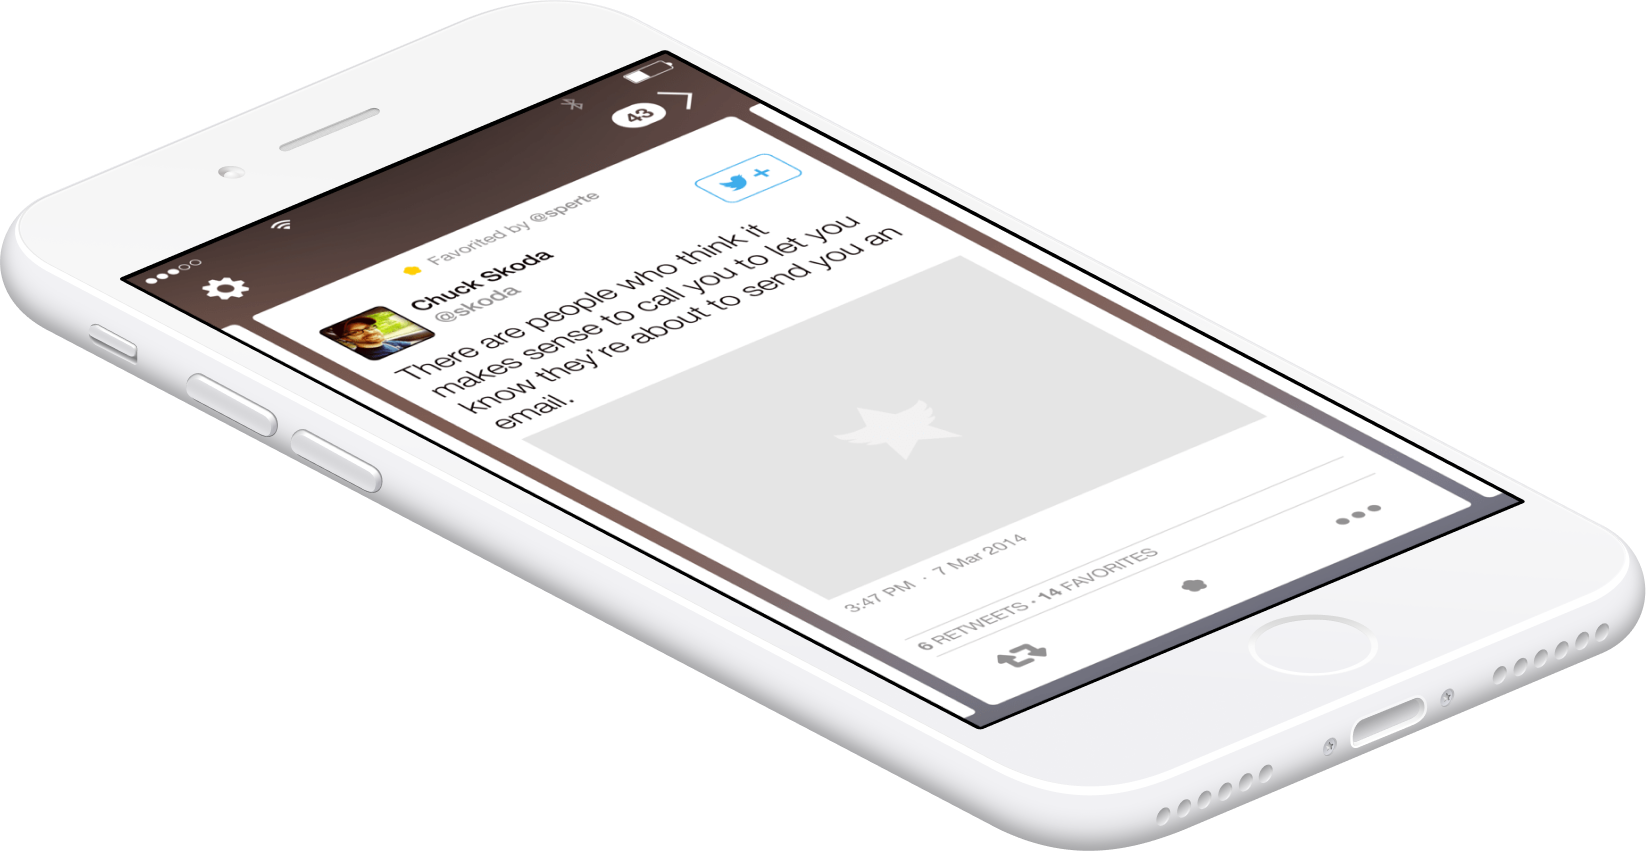 43
Favorited by @sperte
Chuck Skoda
@skoda
There are people who think it
makes sense to call you to let you
know they're about to send you an
email.
3:47 PM · 7 Mar 2014
6 RETWEETS · 14 FAVORITES